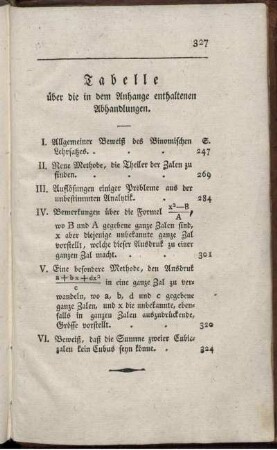 327
Tabelle
über die in dem Anhange enthaltenen
Abhandlungen.
I. Allgemeiner Beweiß des Binomischen S.
Lehrsatzes. . . . . 247
II. Neue Methode, die Theiler der Zalen zu
finden. . . . . 269
III. Auflösungen einiger Probleme aus der
unbestimmten Analytik. . . 284
IV. Bemerkungen über die Formel x²—B/A,
wo B und A gegebene ganze Zalen sind,
x aber diejenige unbekannte ganze Zal
vorstellt, welche dieser Ausdruck zu einer
ganzen Zal macht. . . . 301
V. Eine besondere Methode, den Ausdruk
a+bx+dx²/c in eine ganze Zal zu ver-
wandeln, wo a, b, d und c gegebene
ganze Zalen, und x die unbekannte, eben-
falls in ganzen Zalen auszudrückende,
Grösse vorstellt. . . . 320
VI. Beweiß, daß die Summe zweier Cubic-
zalen kein Cubus seyn könne. . 324